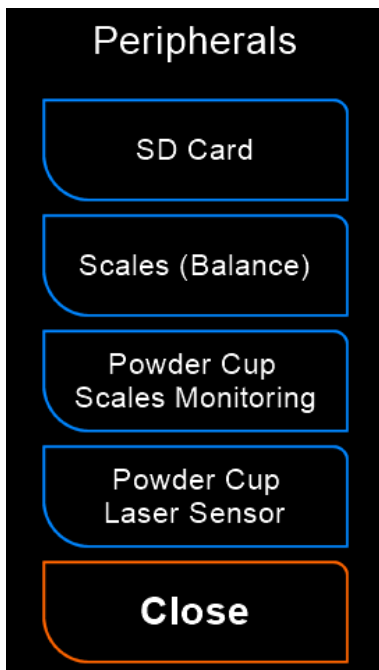 Peripherals
SD Card
Scales (Balance)
Powder Cup
Scales Monitoring
Powder Cup
Laser Sensor
Close